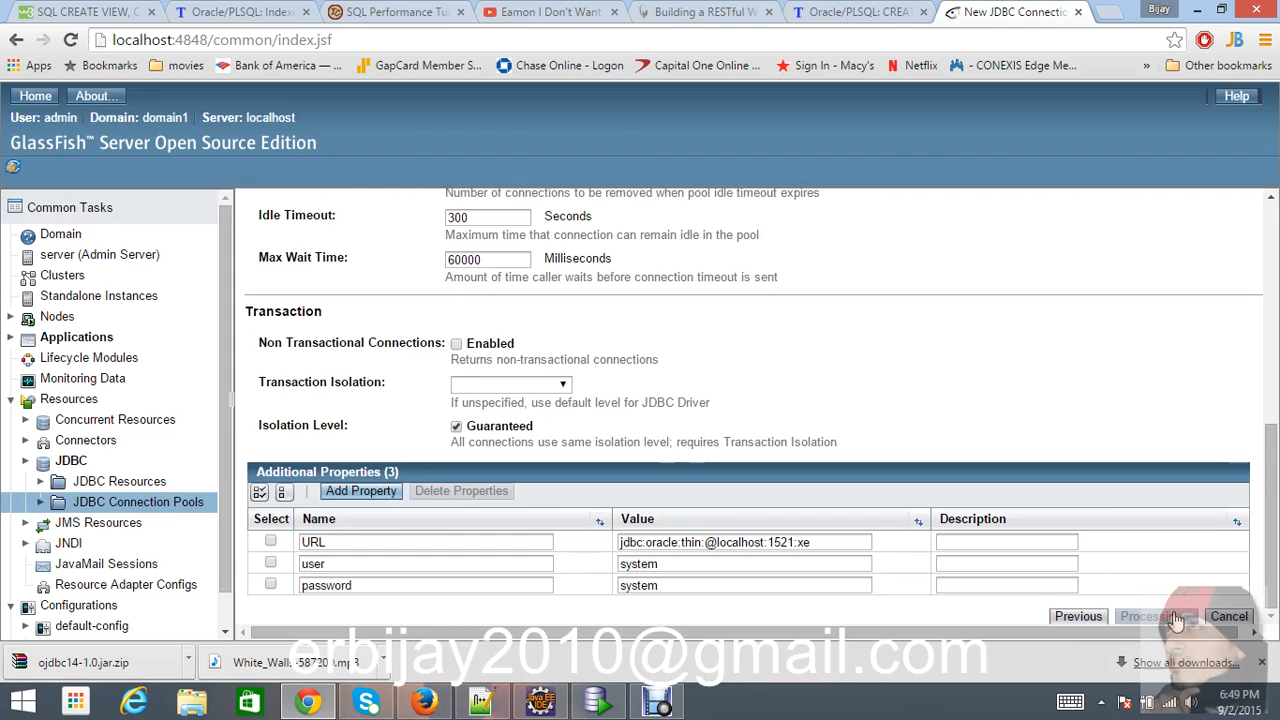 SQL CREATE VIEW, C
Oracle/PLSQL: Index
SQL Performance Tu
Eamon I Don't Want
Building a RESTful W
Oracle/PLSQL: CREAT
New JDBC Connectio
Bijay
localhost:4848/common/index.jsf
Apps
Bookmarks
movies
Bank of America — ...
GapCard Member S...
Chase Online - Logon
Capital One Online ...
Sign In - Macy's
Netflix
- CONEXIS Edge Me...
»
Other bookmarks
Home
About...
Help
User: admin Domain: domain1 Server: localhost
GlassFish™ Server Open Source Edition
Common Tasks
Domain
server (Admin Server)
Clusters
Standalone Instances
Nodes
Applications
Lifecycle Modules
Monitoring Data
Resources
Concurrent Resources
Connectors
JDBC
JDBC Resources
JDBC Connection Pools
JMS Resources
JNDI
JavaMail Sessions
Resource Adapter Configs
Configurations
default-config
Number of connections to be removed when pool idle timeout expires
Idle Timeout: 300 Seconds
Maximum time that connection can remain idle in the pool
Max Wait Time: 60000 Milliseconds
Amount of time caller waits before connection timeout is sent
Transaction
Non Transactional Connections: Enabled
Returns non-transactional connections
Transaction Isolation:
If unspecified, use default level for JDBC Driver
Isolation Level: Guaranteed
All connections use same isolation level; requires Transaction Isolation
Additional Properties (3)
Add Property Delete Properties
Select Name Value Description
URL jdbc:oracle:thin:@localhost:1521:xe
user system
password system
Previous Cancel
erbijay2010@gmail.com
ojdbc14-1.0.jar.zip
Show all downloads...
6:49 PM
9/2/2015